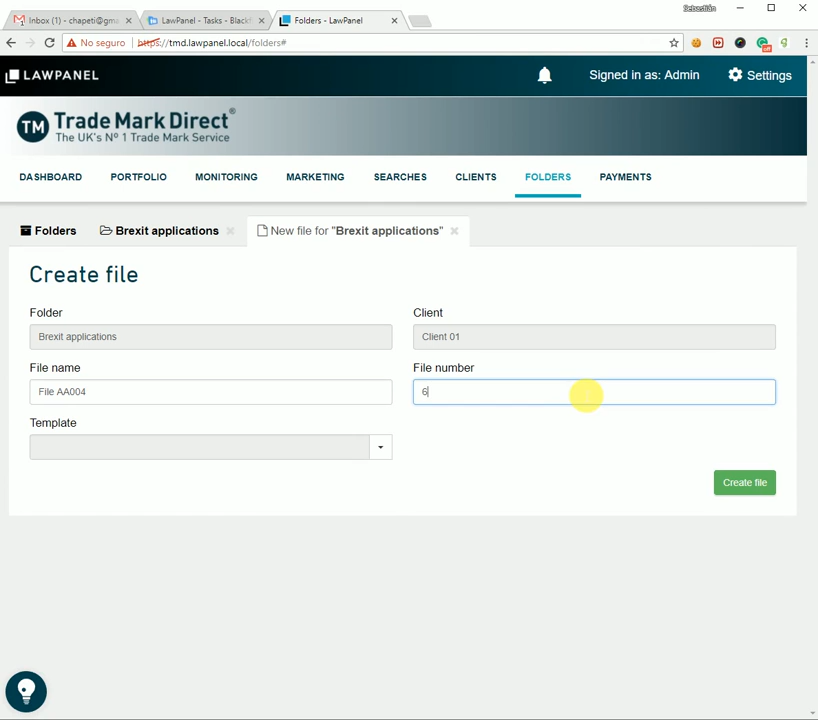 Sebastián
Inbox (1) - chapeti@gma
LawPanel - Tasks - Blackf
Folders - LawPanel
No seguro
https://tmd.lawpanel.local/folders#
LAWPANEL
Signed in as: Admin
Settings
TM
Trade Mark Direct®
The UK's Nº 1 Trade Mark Service
DASHBOARD
PORTFOLIO
MONITORING
MARKETING
SEARCHES
CLIENTS
FOLDERS
PAYMENTS
Folders
Brexit applications
New file for "Brexit applications"
Create file
Folder
Client
Brexit applications
Client 01
File name
File number
File AA004
6
Template
Create file